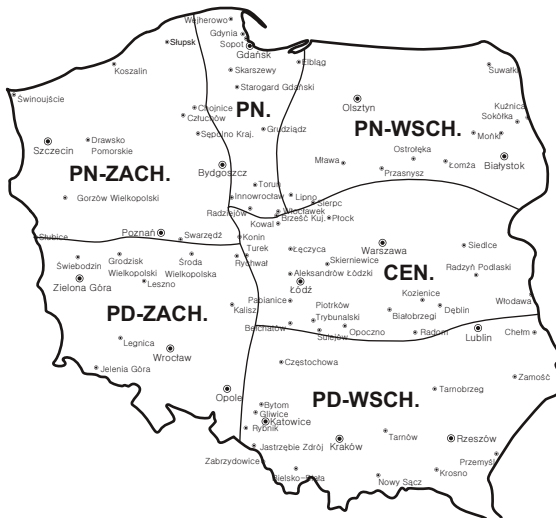 Wejherowo
Gdynia
Sopot
Gdańsk
Słupsk
Koszalin
Elbląg
Suwałki
Skarszewy
Starogard Gdański
Świnoujście
Chojnice
Człuchów
PN.
Olsztyn
Kuźnica
Sokółka
Sępólno Kraj.
Grudziądz
PN-WSCH.
Mońki
Szczecin
Drawsko
Pomorskie
Ostrołęka
Białystok
Mława
Łomża
PN-ZACH.
Bydgoszcz
Przasnysz
Toruń
Gorzów Wielkopolski
Innowrocław
Lipno
Sierpc
Radziejów
Włocławek
Kowal
Brześć Kuj.
Płock
Słubice
Poznań
Swarzędź
Konin
Warszawa
Siedlce
Turek
Łęczyca
Świebodzin
Grodzisk
Wielkopolski
Środa
Wielkopolska
Rychwał
Skierniewice
CEN.
Radzyń Podlaski
Zielona Góra
Leszno
Aleksandrów Łódzki
Łódź
PD-ZACH.
Kalisz
Pabianice
Piotrków
Trybunalski
Kozienice
Dęblin
Włodawa
Białobrzegi
Bełchatów
Sulejów
Opoczno
Radom
Lublin
Chełm
Legnica
Wrocław
Częstochowa
Jelenia Góra
Zamość
Opole
PD-WSCH.
Tarnobrzeg
Bytom
Gliwice
Katowice
Rybnik
Tarnów
Rzeszów
Jastrzębie Zdrój
Kraków
Zabrzydowice
Przemyśl
Bielsko-Biała
Nowy Sącz
Krosno